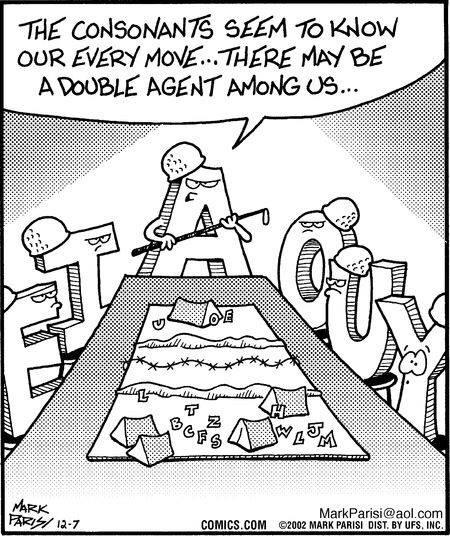 THE CONSONANTS SEEM TO KNOW
OUR EVERY MOVE...THERE MAY BE
A DOUBLE AGENT AMONG US...
A
I
O
E
U
Y
U O E
L
T
H
B C Z
G F S
W L J M
MARK
PARISI 12-7
MarkParisi@aol.com
COMICS.COM ©2002 MARK PARISI DIST. BY UFS, INC.